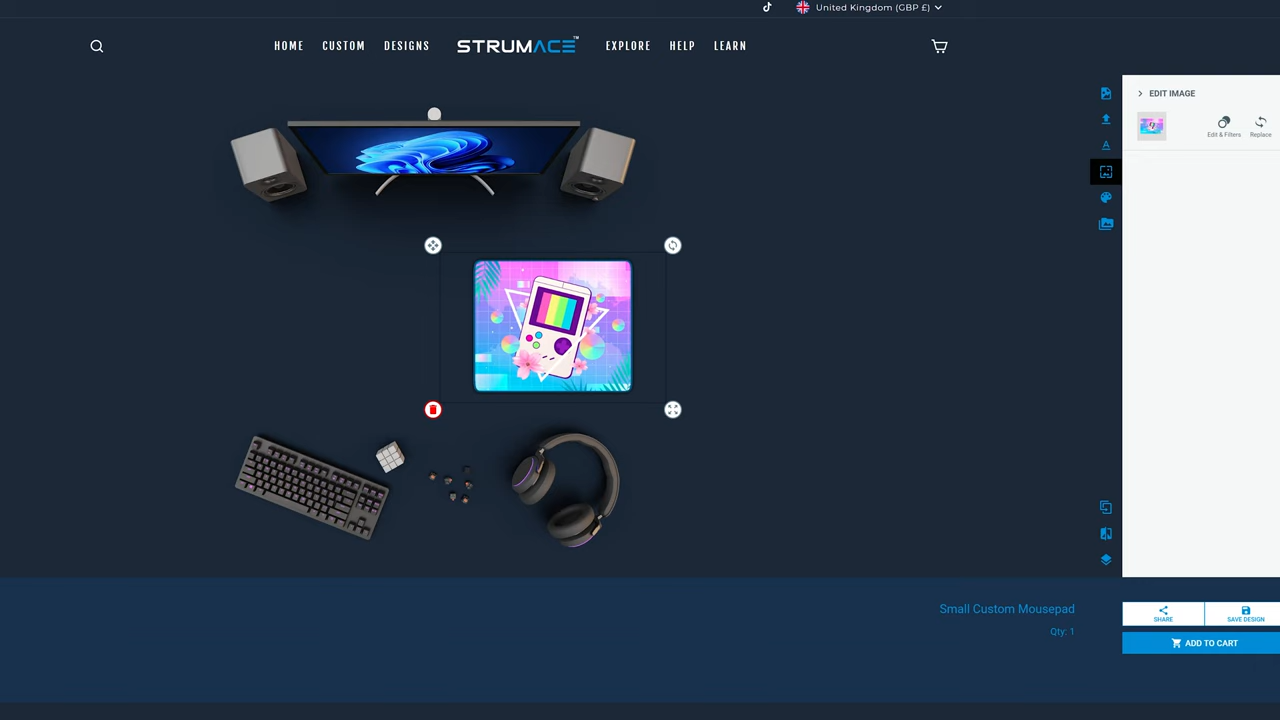 United Kingdom (GBP £)
HOME CUSTOM DESIGNS STRUMACE™ EXPLORE HELP LEARN
EDIT IMAGE
Edit & Filters Replace
A
Small Custom Mousepad
Qty: 1
SHARE SAVE DESIGN
ADD TO CART